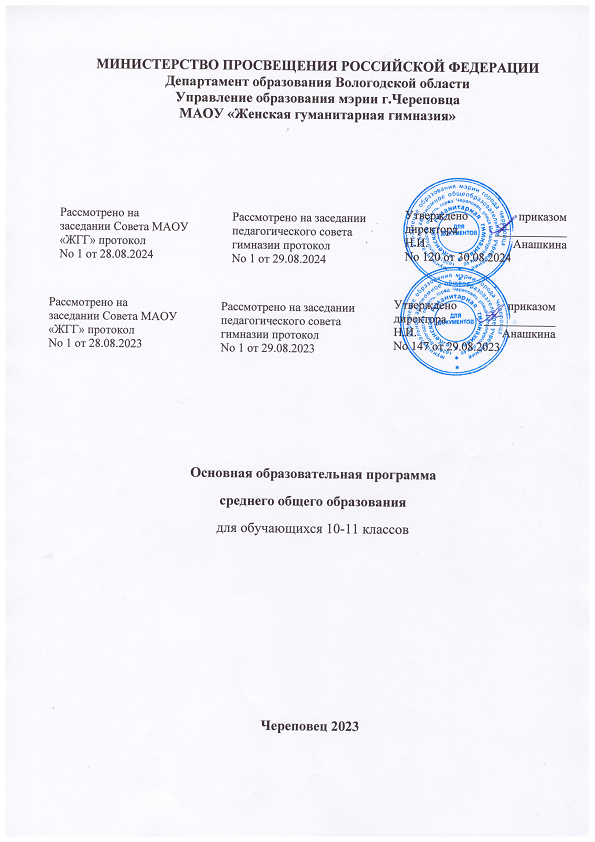 МИНИСТЕРСТВО ПРОСВЕЩЕНИЯ РОССИЙСКОЙ ФЕДЕРАЦИИ
Департамент образования Вологодской области
Управление образования мэрии г.Череповца
МАОУ «Женская гуманитарная гимназия»
Рассмотрено на
заседании Совета МАОУ
«ЖГГ» протокол
No 1 от 28.08.2024
Рассмотрено на заседании
педагогического совета
гимназии протокол
No 1 от 29.08.2024
Утверждено приказом
директора
Н.И. Анашкина
No 120 от 30.08.2024
ДЛЯ
ДОКУМЕНТОВ
Рассмотрено на
заседании Совета МАОУ
«ЖГГ» протокол
No 1 от 28.08.2023
Рассмотрено на заседании
педагогического совета
гимназии протокол
No 1 от 29.08.2023
Утверждено приказом
директора
Н.И. Анашкина
No 147 от 29.08.2023
ДЛЯ
ДОКУМЕНТОВ
Основная образовательная программа
среднего общего образования
для обучающихся 10-11 классов
Череповец 2023